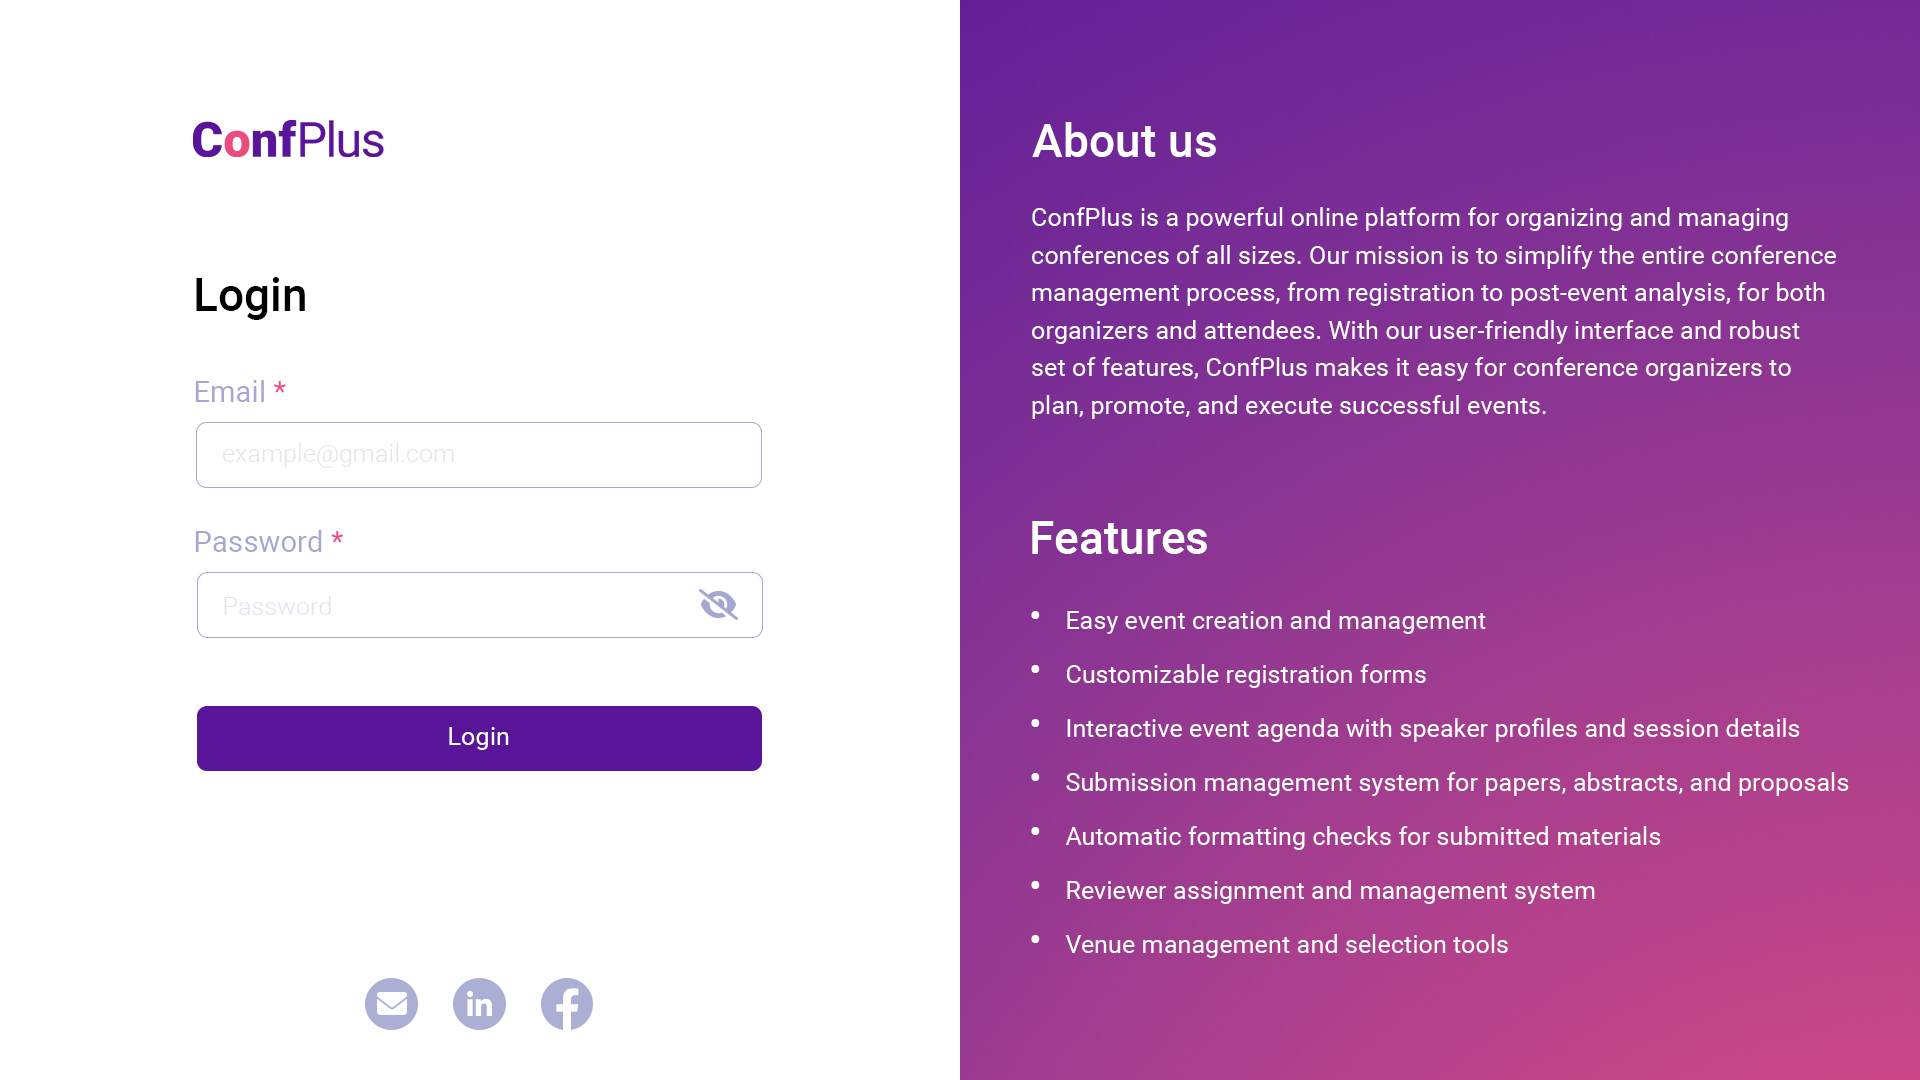 ConfPlus
Login
Email *
example@gmail.com
Password *
Password
Login
About us
ConfPlus is a powerful online platform for organizing and managing
conferences of all sizes. Our mission is to simplify the entire conference
management process, from registration to post-event analysis, for both
organizers and attendees. With our user-friendly interface and robust
set of features, ConfPlus makes it easy for conference organizers to
plan, promote, and execute successful events.
Features
• Easy event creation and management
• Customizable registration forms
• Interactive event agenda with speaker profiles and session details
• Submission management system for papers, abstracts, and proposals
• Automatic formatting checks for submitted materials
• Reviewer assignment and management system
• Venue management and selection tools